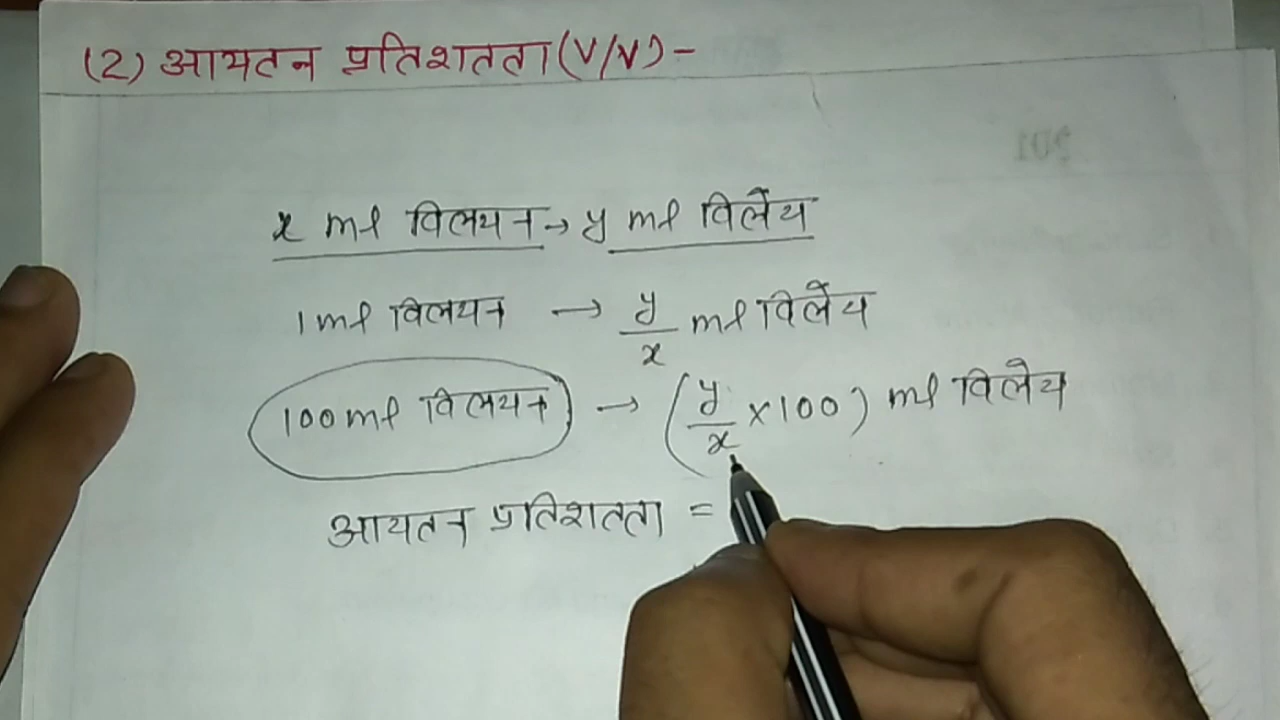 (2) आयतन प्रतिशतता (V/V) -
x ml विलयन → y ml विलेय
1 ml विलयन → y/x ml विलेय
100 ml विलयन → (y/x × 100) ml विलेय
आयतन प्रतिशतता =